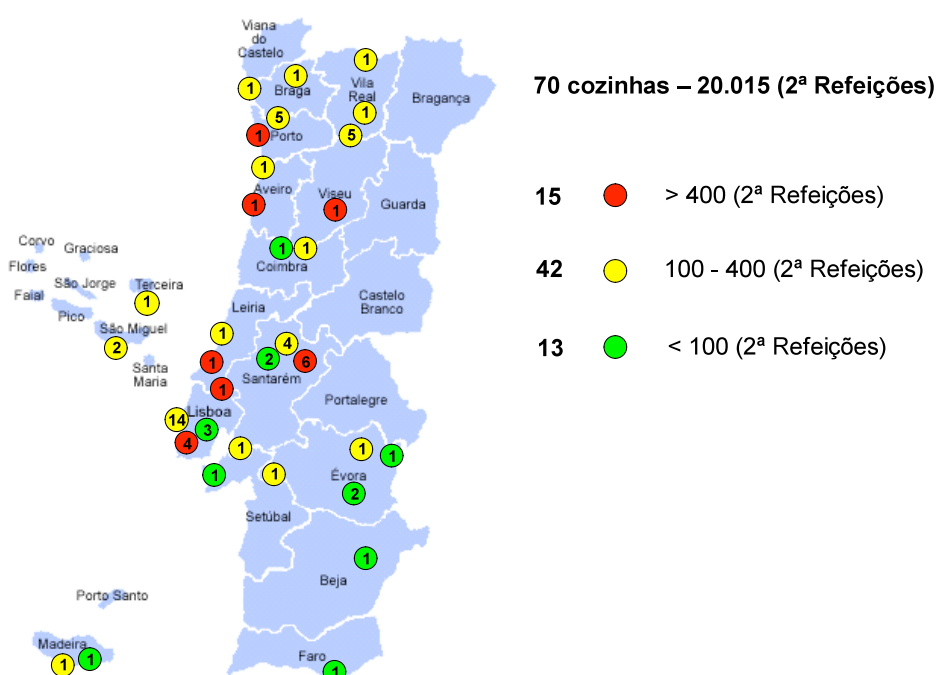 Viana
do
Castelo
1
1
Braga
1
Vila
Real
1
Bragança
5
1
Porto
5
1
Aveiro
1
Viseu
1
Guarda
1
1
Coimbra
Corvo
Graciosa
Flores
São Jorge
Terceira
Faial
1
Pico
São Miguel
2
Santa
Maria
Leiria
Castelo
Branco
1
4
2
6
1
Santarém
1
Portalegre
Lisboa
14
3
4
1
1
1
1
1
Évora
2
Setúbal
1
Beja
Porto Santo
Madeira
1
1
Faro
1
70 cozinhas – 20.015 (2ª Refeições)
15 > 400 (2ª Refeições)
42 100 - 400 (2ª Refeições)
13 < 100 (2ª Refeições)